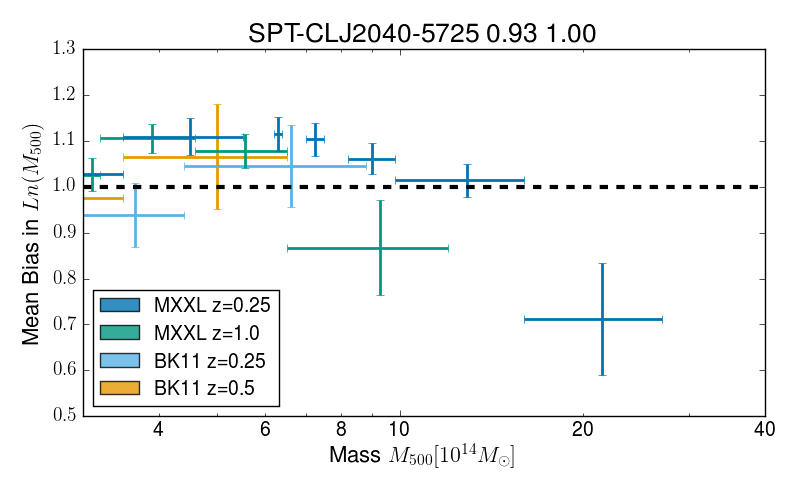 SPT-CLJ2040-5725 0.93 1.00
Mean Bias in Ln(M₅₀₀)
1.3
1.2
1.1
1.0
0.9
0.8
0.7
0.6
0.5
MXXL z=0.25
MXXL z=1.0
BK11 z=0.25
BK11 z=0.5
4 6 8 10 20 40
Mass M₅₀₀[10¹⁴M☉]